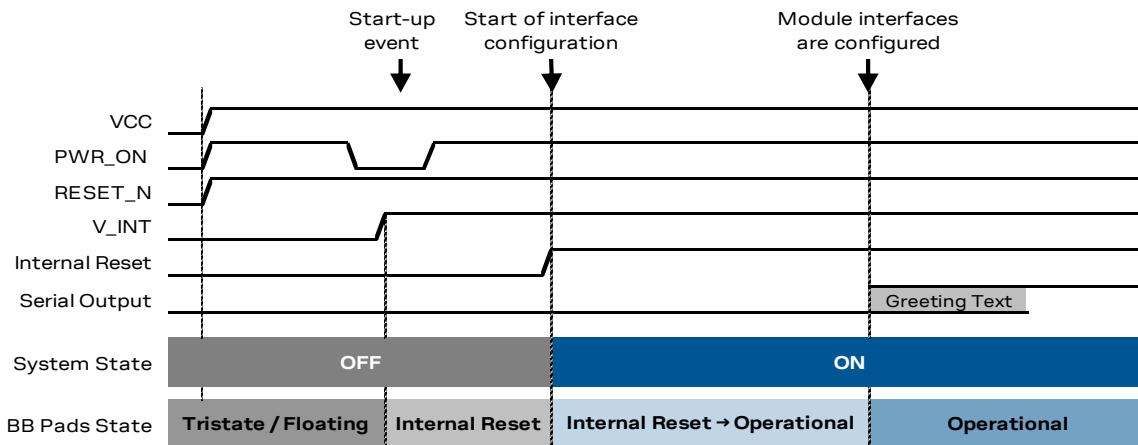 Start-up
event
Start of interface
configuration
Module interfaces
are configured
VCC
PWR_ON
RESET_N
V_INT
Internal Reset
Serial Output
Greeting Text
System State
OFF
ON
BB Pads State
Tristate / Floating
Internal Reset
Internal Reset → Operational
Operational